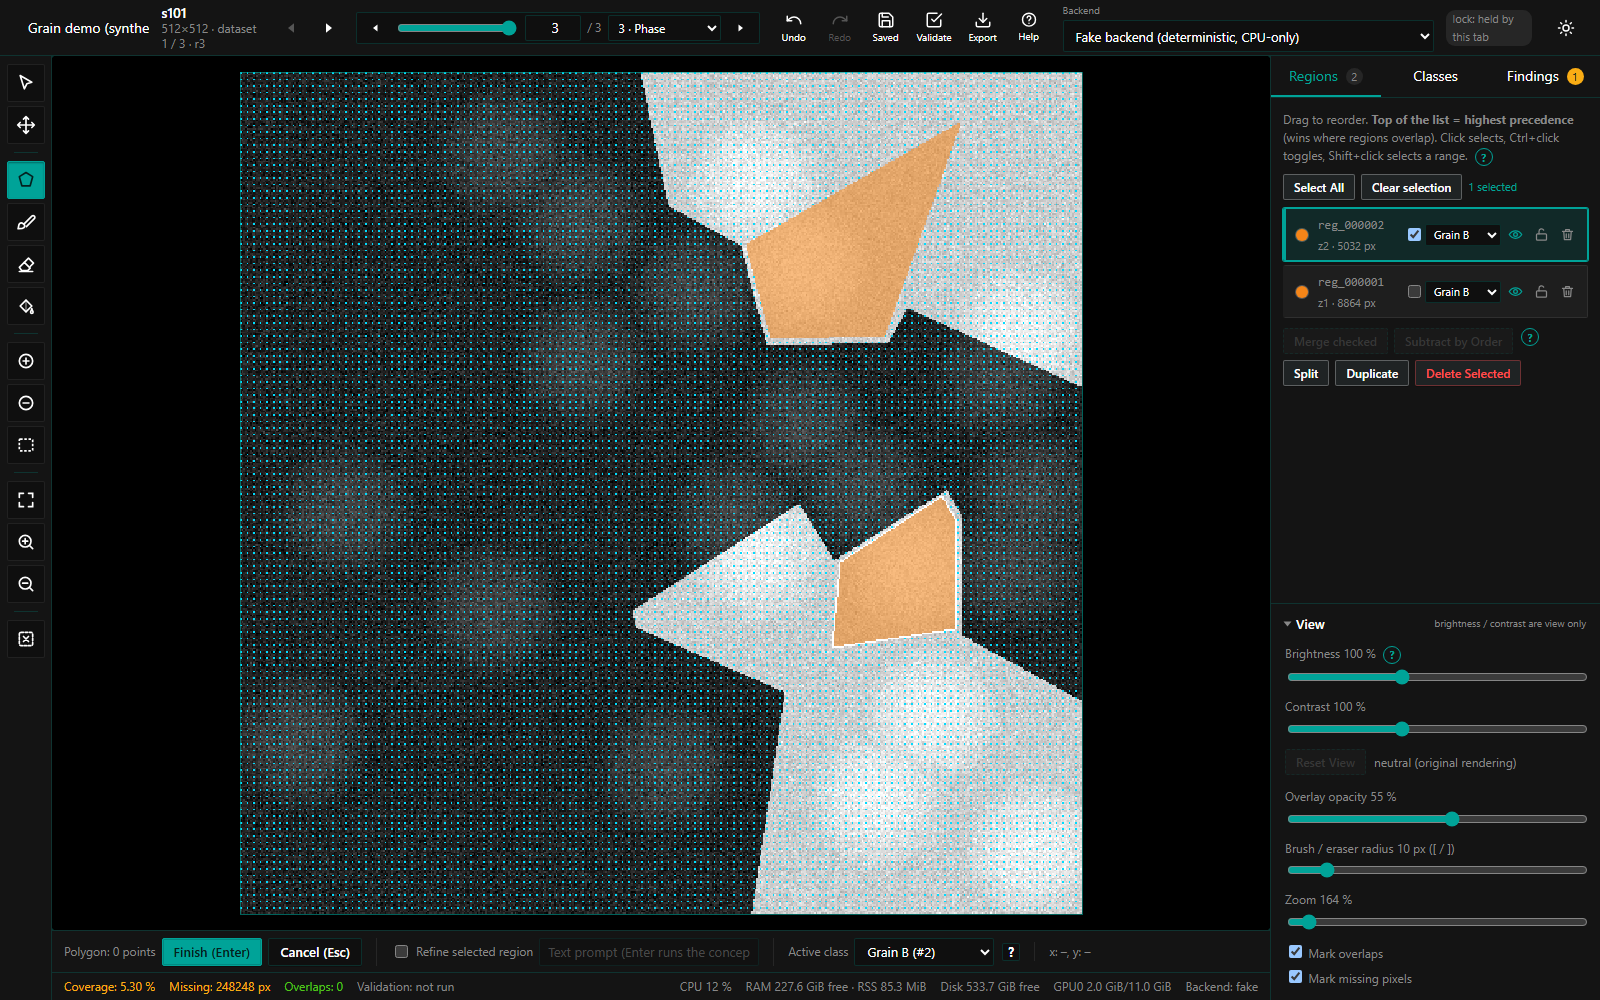 Grain demo (synthe
s101
512×512 · dataset
1 / 3 · r3
3
/ 3
3 · Phase
Undo
Redo
Saved
Validate
Export
Help
Backend
Fake backend (deterministic, CPU-only)
lock: held by
this tab
Regions 2
Classes
Findings 1
Drag to reorder. Top of the list = highest precedence
(wins where regions overlap). Click selects, Ctrl+click
toggles, Shift+click selects a range. ?
Select All
Clear selection
1 selected
reg_000002
z2 · 5032 px
Grain B
reg_000001
z1 · 8864 px
Grain B
Merge checked
Subtract by Order
?
Split
Duplicate
Delete Selected
View
brightness / contrast are view only
Brightness 100 % ?
Contrast 100 %
Reset View
neutral (original rendering)
Overlay opacity 55 %
Brush / eraser radius 10 px ([ / ])
Zoom 164 %
Mark overlaps
Mark missing pixels
Polygon: 0 points
Finish (Enter)
Cancel (Esc)
Refine selected region
Text prompt (Enter runs the concep
Active class
Grain B (#2)
?
x: –, y: –
Coverage: 5.30 %
Missing: 248248 px
Overlaps: 0
Validation: not run
CPU 12 %
RAM 227.6 GiB free · RSS 85.3 MiB
Disk 533.7 GiB free
GPU0 2.0 GiB/11.0 GiB
Backend: fake